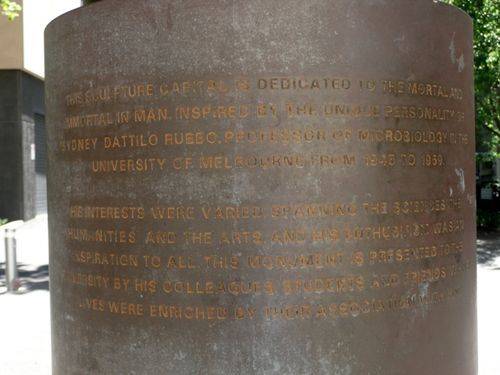 THIS SCULPTURE CAPITAL IS DEDICATED TO THE MORTAL AND
IMMORTAL IN MAN. INSPIRED BY THE UNIQUE PERSONALITY OF
SYDNEY DATTILO RUBBO. PROFESSOR OF MICROBIOLOGY IN THE
UNIVERSITY OF MELBOURNE FROM 1945 TO 1969.
HIS INTERESTS WERE VARIED SPANNING THE SCIENCES THE
HUMANITIES AND THE ARTS, AND HIS ENTHUSIASM WAS AN
INSPIRATION TO ALL. THIS MONUMENT IS PRESENTED TO THE
UNIVERSITY BY HIS COLLEAGUES, STUDENTS AND FRIENDS
LIVES WERE ENRICHED BY THEIR ASSOCIATION WITH HIM